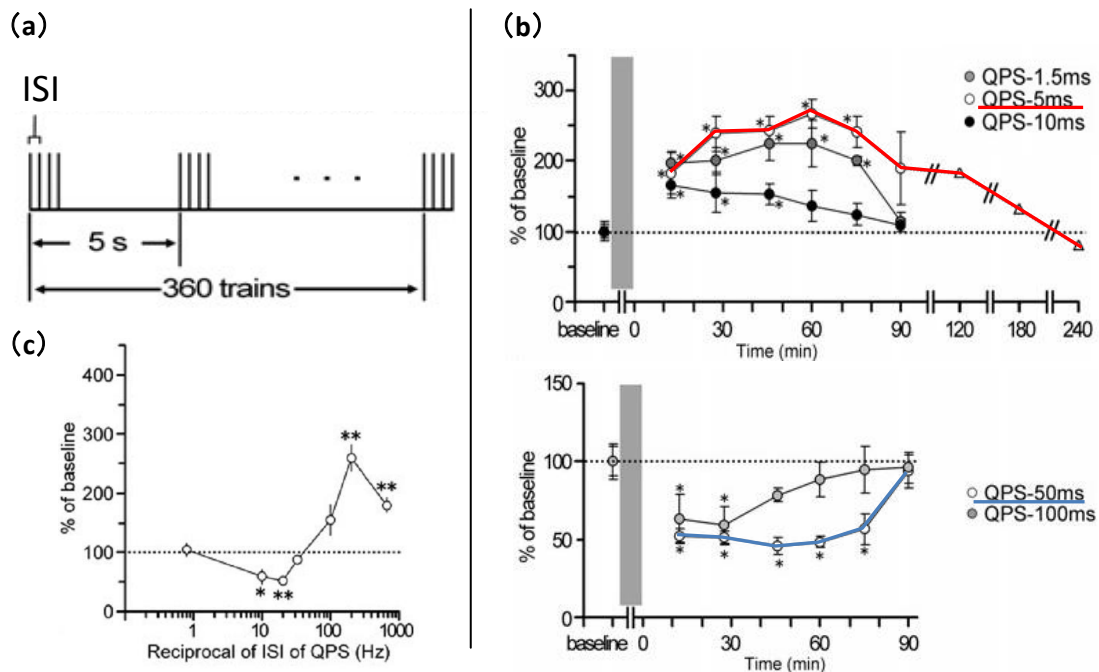 (a)
ISI
5 s
360 trains
(c)
% of baseline
400
300
200
100
0
1
10
100
1000
Reciprocal of ISI of QPS (Hz)
*
**
**
**
(b)
% of baseline
300
200
100
0
QPS-1.5ms
QPS-5ms
QPS-10ms
baseline
0
30
60
90
120
180
240
Time (min)
% of baseline
150
100
50
0
QPS-50ms
QPS-100ms
baseline
0
30
60
90
Time (min)